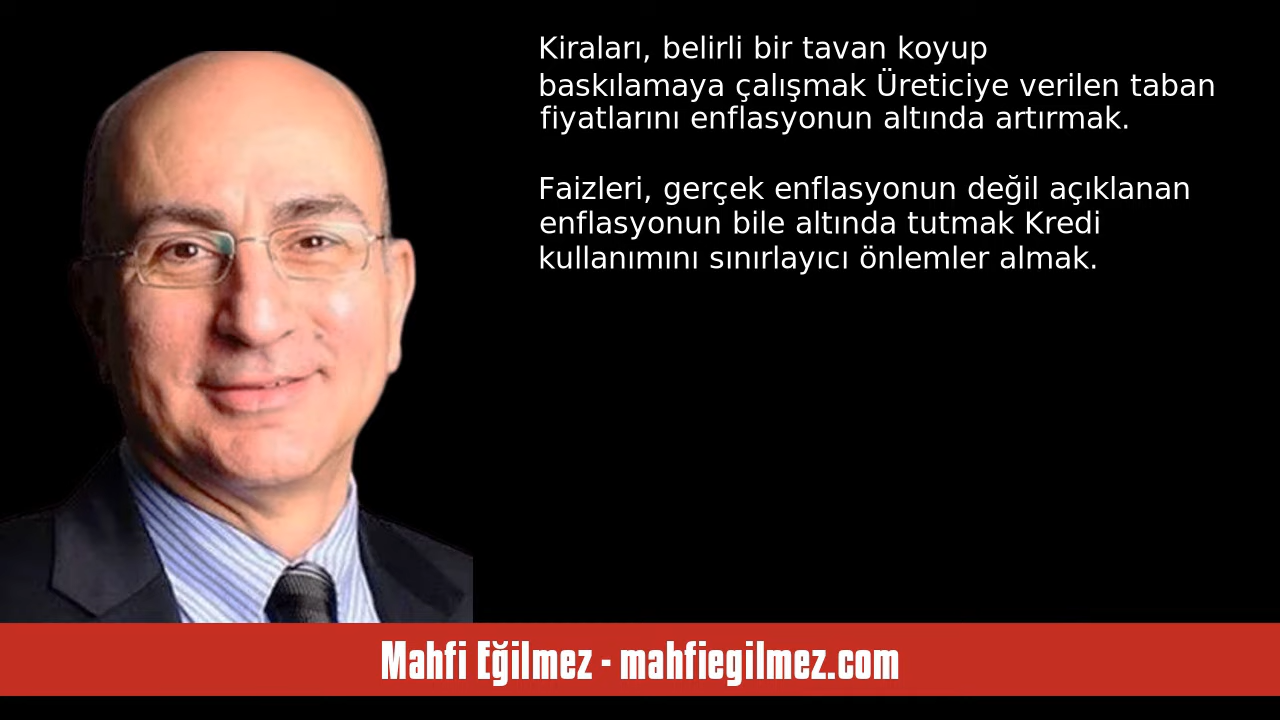 Kiraları, belirli bir tavan koyup
baskılamaya çalışmak Üreticiye verilen taban
fiyatlarını enflasyonun altında artırmak.
Faizleri, gerçek enflasyonun değil açıklanan
enflasyonun bile altında tutmak Kredi
kullanımını sınırlayıcı önlemler almak.
Mahfi Eğilmez - mahfiegilmez.com